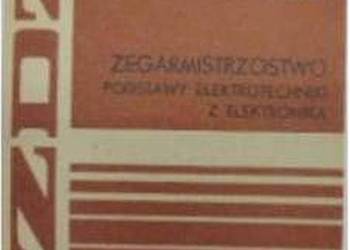 ZEGARMISTRZOSTWO
PODSTAWY ELEKTROTECHNIKI
Z ELEKTRONIKĄ